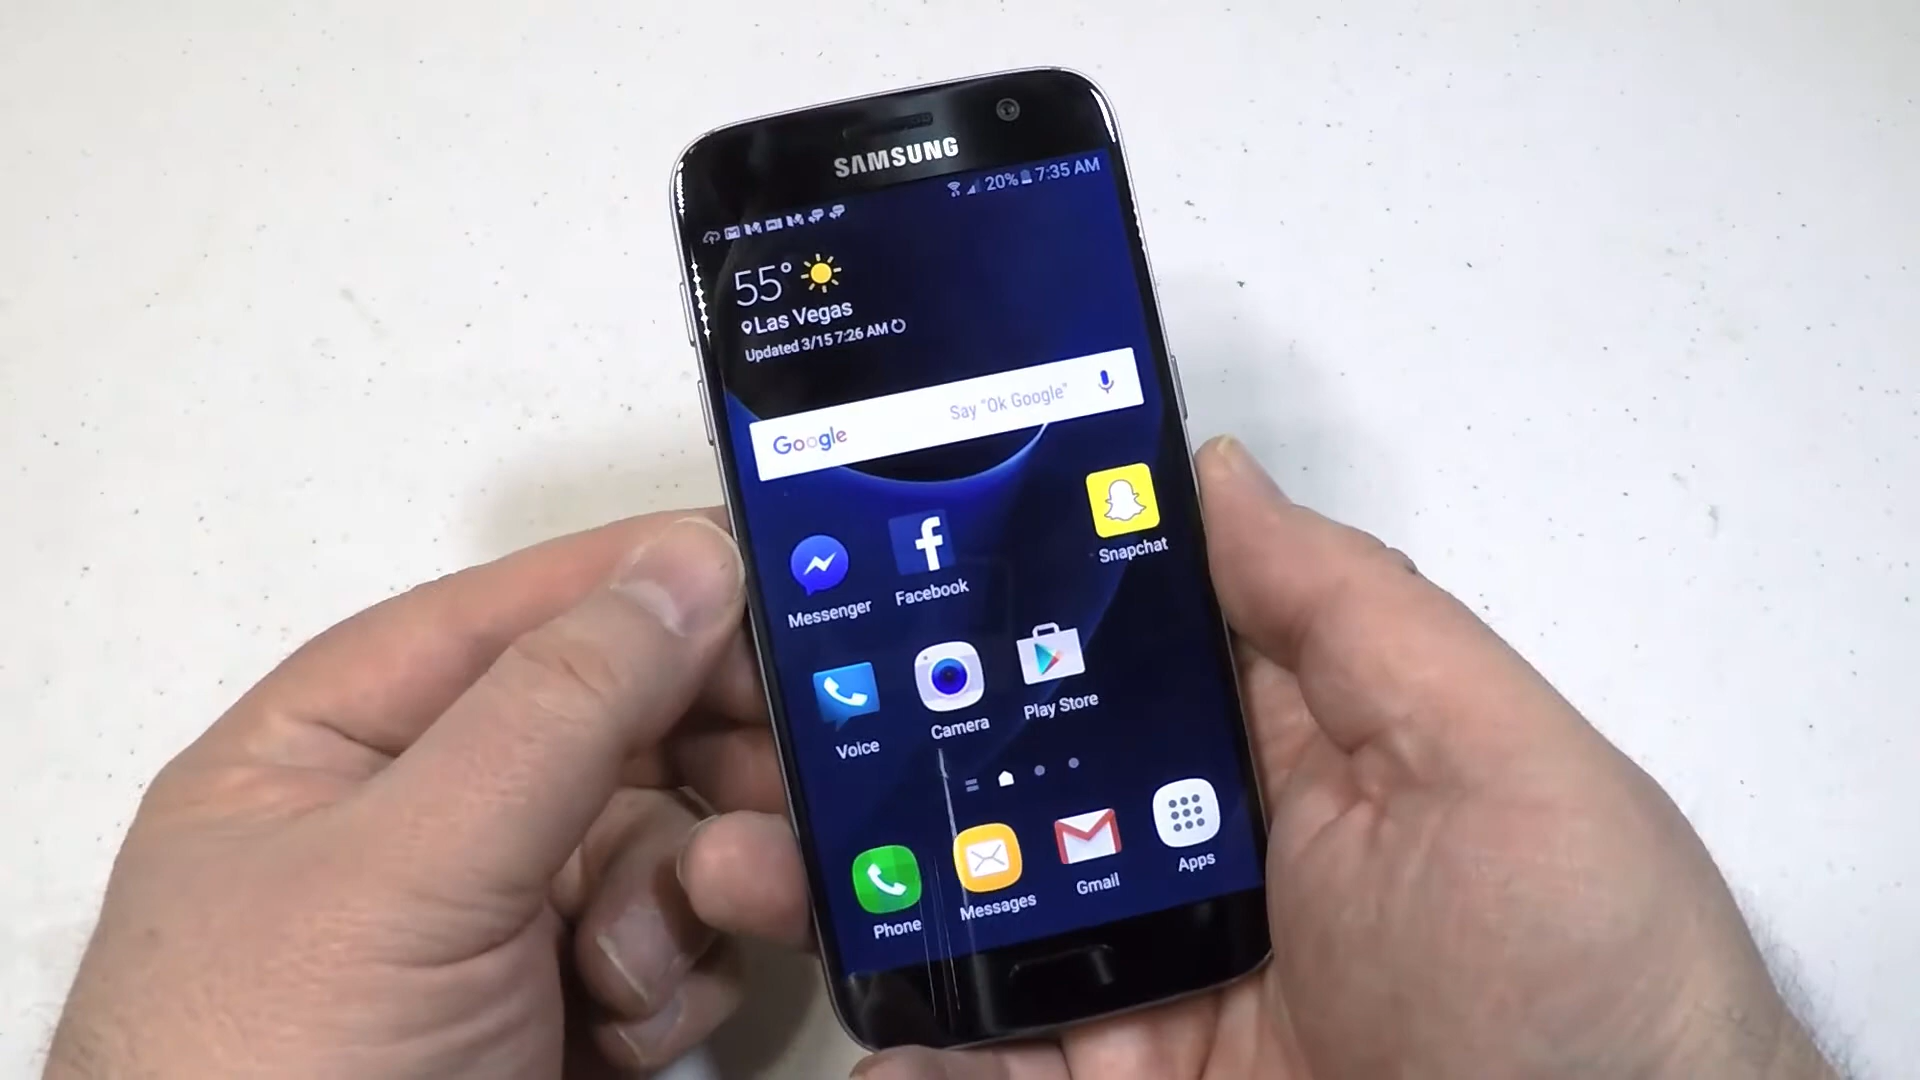 SAMSUNG
20% 7:35 AM
55°
Las Vegas
Updated 3/15 7:26 AM
Google Say "Ok Google"
Snapchat
Messenger
Facebook
Voice
Camera
Play Store
Phone
Messages
Gmail
Apps